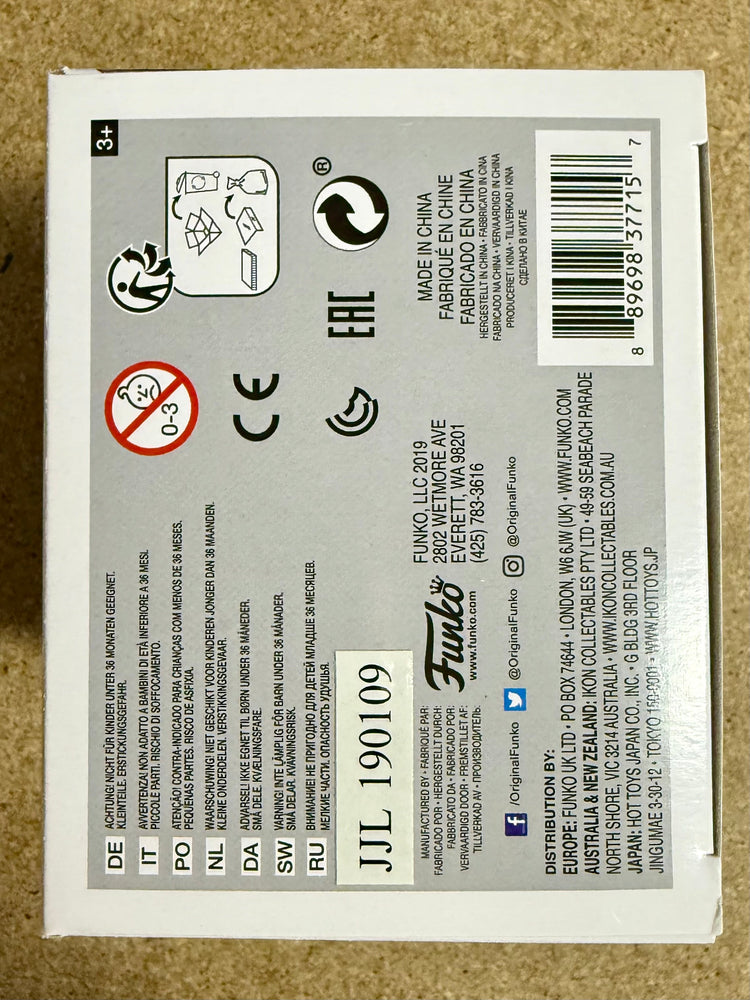 3+
0-3
DE ACHTUNG! NICHT FÜR KINDER UNTER 36 MONATEN GEEIGNET.
KLEINTEILE. ERSTICKUNGSGEFAHR.
IT AVVERTENZA! NON ADATTO A BAMBINI DI ETÀ INFERIORE A 36 MESI.
PICCOLE PARTI. RISCHIO DI SOFFOCAMENTO.
PO ATENÇÃO! CONTRA-INDICADO PARA CRIANÇAS COM MENOS DE 36 MESES.
PEQUENAS PARTES. RISCO DE ASFIXIA.
NL WAARSCHUWING! NIET GESCHIKT VOOR KINDEREN JONGER DAN 36 MAANDEN.
KLEINE ONDERDELEN. VERSTIKKINGSGEVAAR.
DA ADVARSEL! IKKE EGNET TIL BØRN UNDER 36 MÅNEDER.
SMÅ DELE. KVÆLNINGSFARE.
SW VARNING! INTE LÄMPLIG FÖR BARN UNDER 36 MÅNADER.
SMÅ DELAR. KVÄVNINGSRISK.
RU ВНИМАНИЕ! НЕ ПРИГОДНО ДЛЯ ДЕТЕЙ МЛАДШЕ 36 МЕСЯЦЕВ.
МЕЛКИЕ ЧАСТИ. ОПАСНОСТЬ УДУШЬЯ.
CE
EAC
®
JJL 190109
MANUFACTURED BY • FABRIQUÉ PAR:
FABRICADO POR • HERGESTELLT DURCH:
FABBRICATO DA • FABRICADO POR:
VERVAARDIGD DOOR • FREMSTILLET AF:
TILLVERKAD AV • ПРОИЗВОДИТЕЛЬ:
Funko
www.funko.com
FUNKO, LLC 2019
2802 WETMORE AVE
EVERETT, WA 98201
(425) 783-3616
MADE IN CHINA
FABRIQUÉ EN CHINE
FABRICADO EN CHINA
HERGESTELLT IN CHINA • FABBRICATO IN CINA
FABRICADO NA CHINA • VERVAARDIGD IN CHINA
PRODUCERET I KINA • TILLVERKAD I KINA
СДЕЛАНО В КИТАЕ
f /OriginalFunko @OriginalFunko @OriginalFunko
DISTRIBUTION BY:
EUROPE: FUNKO UK LTD • PO BOX 74644 • LONDON, W6 6JW (UK) • WWW.FUNKO.COM
AUSTRALIA & NEW ZEALAND: IKON COLLECTABLES PTY LTD • 49-59 SEABEACH PARADE
NORTH SHORE, VIC 3214 AUSTRALIA • WWW.IKONCOLLECTABLES.COM.AU
JAPAN: HOT TOYS JAPAN CO., INC. • G BLDG 3RD FLOOR
JINGUMAE 3-30-12 • TOKYO 150-0001 • WWW.HOTTOYS.JP
8 89698 37715 7